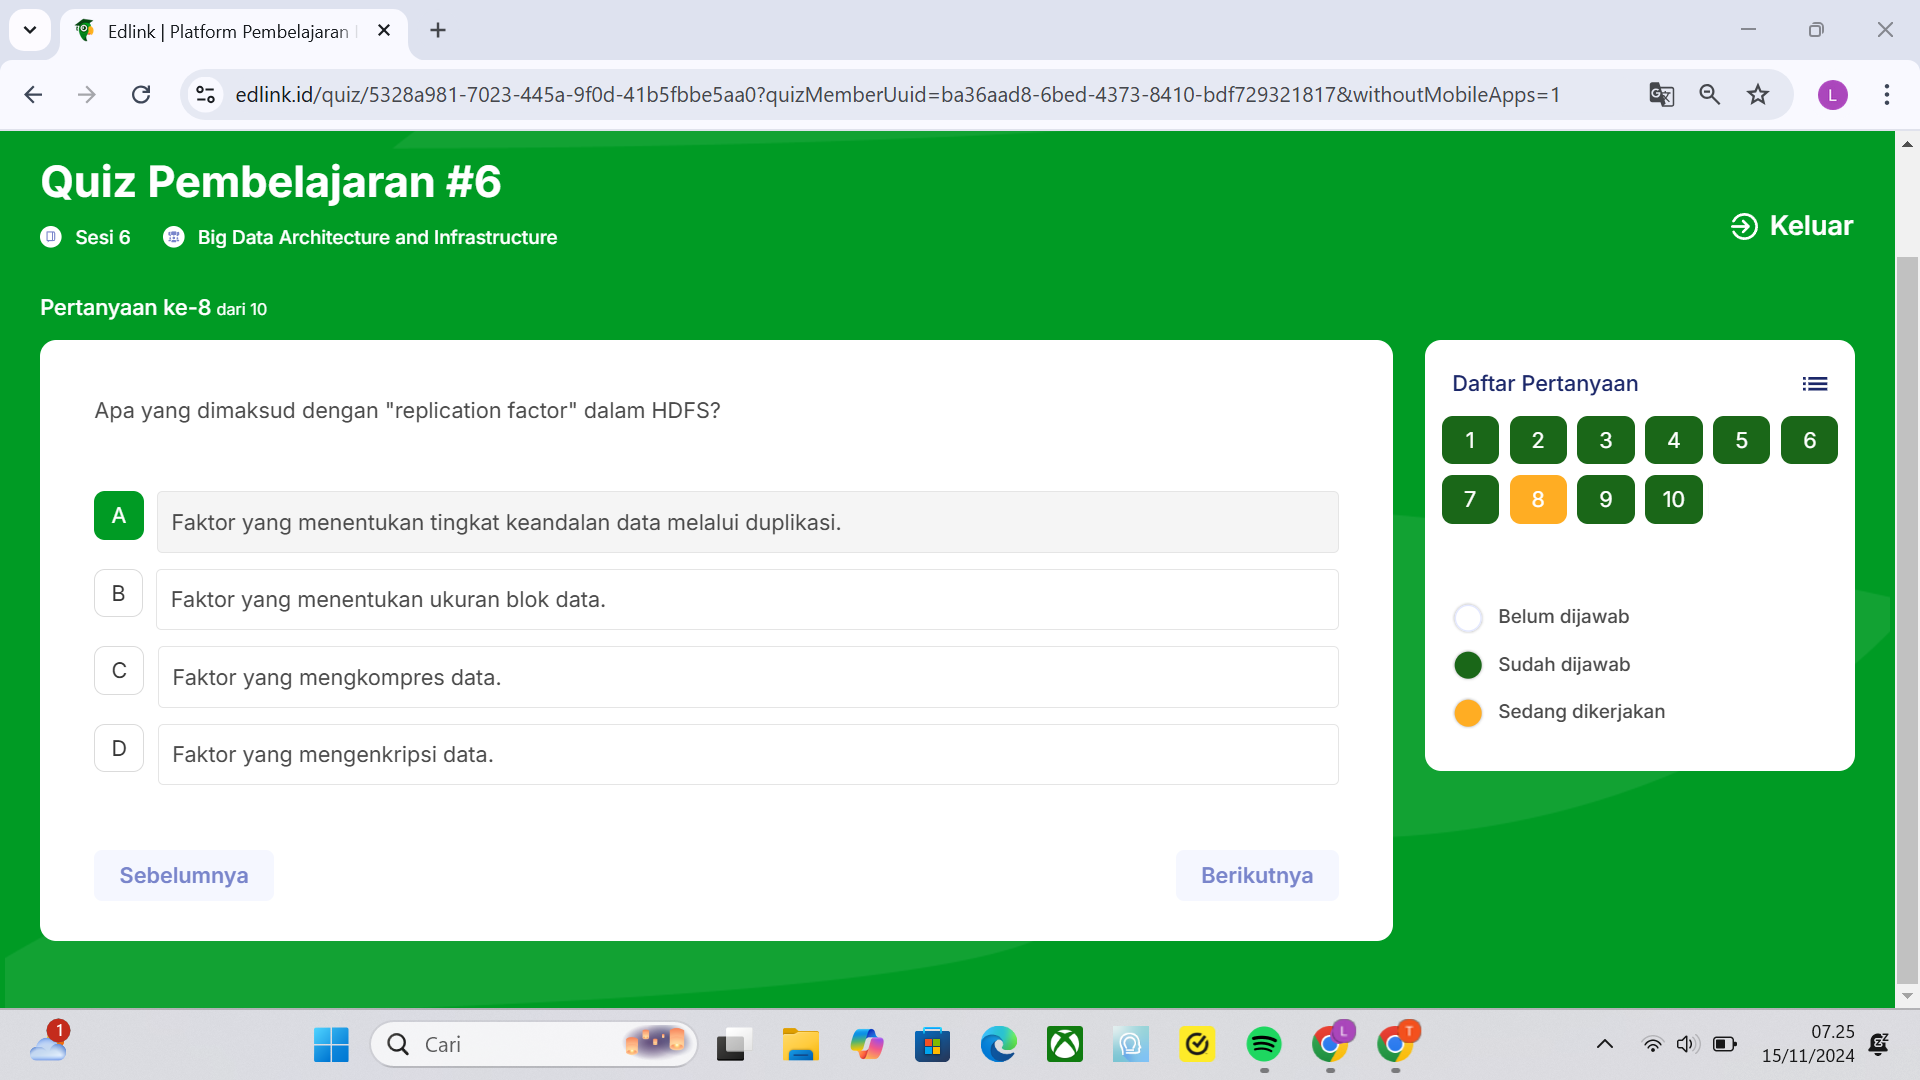 Edlink | Platform Pembelajaran
edlink.id/quiz/5328a981-7023-445a-9f0d-41b5fbbe5aa0?quizMemberUuid=ba36aad8-6bed-4373-8410-bdf729321817&withoutMobileApps=1
L
Quiz Pembelajaran #6
Sesi 6
Big Data Architecture and Infrastructure
Keluar
Pertanyaan ke-8 dari 10
Apa yang dimaksud dengan "replication factor" dalam HDFS?
A
Faktor yang menentukan tingkat keandalan data melalui duplikasi.
B
Faktor yang menentukan ukuran blok data.
C
Faktor yang mengkompres data.
D
Faktor yang mengenkripsi data.
Sebelumnya
Berikutnya
Daftar Pertanyaan
1 2 3 4 5 6
7 8 9 10
Belum dijawab
Sudah dijawab
Sedang dikerjakan
1
Cari
L
T
07.25
15/11/2024